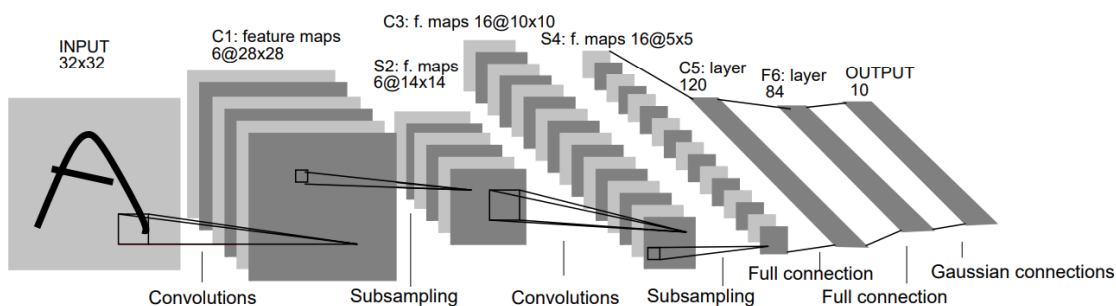 INPUT
32x32
C1: feature maps
6@28x28
S2: f. maps
6@14x14
C3: f. maps 16@10x10
S4: f. maps 16@5x5
C5: layer
120
F6: layer
84
OUTPUT
10
A
Convolutions
Subsampling
Convolutions
Subsampling
Full connection
Full connection
Gaussian connections